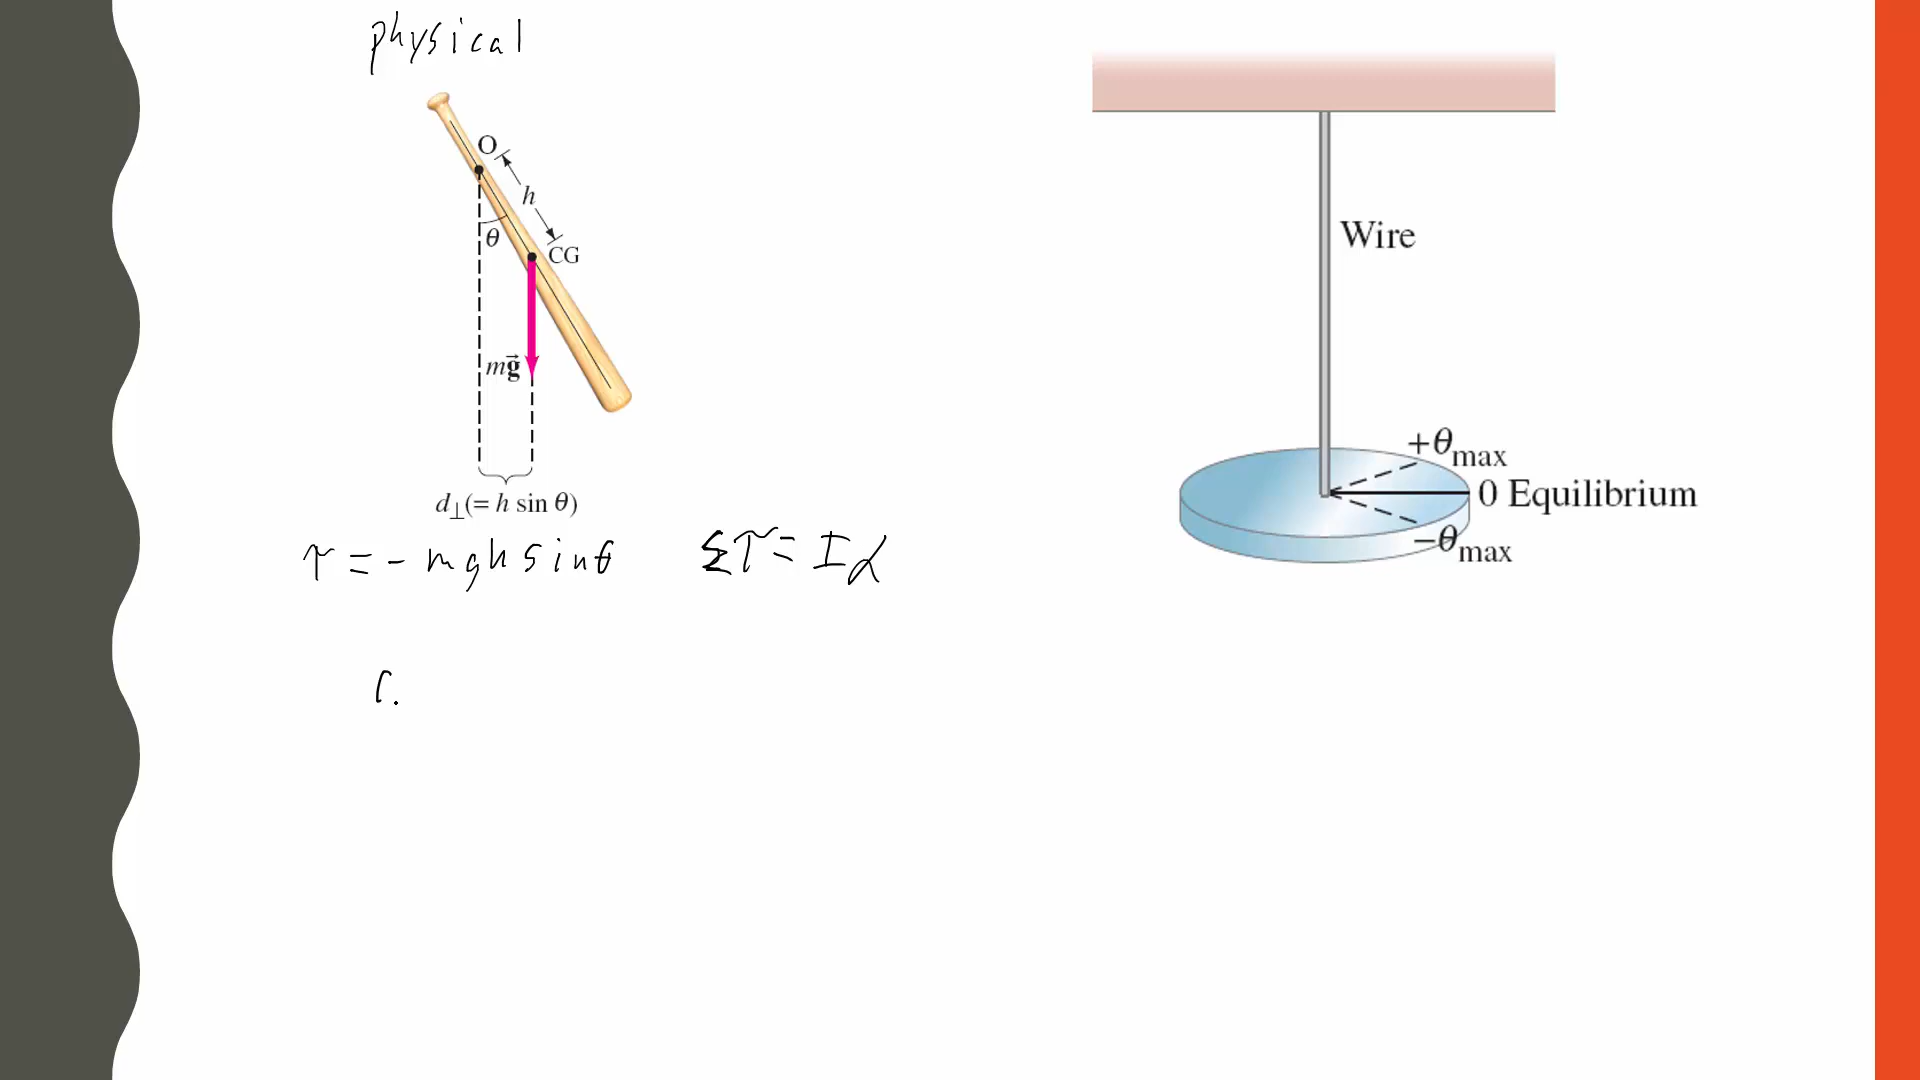 physical
O
h
θ
CG
mg⃗
d⊥(= h sin θ)
τ = - mgh sinθ
Στ = Iα
Wire
+θmax
0 Equilibrium
−θmax